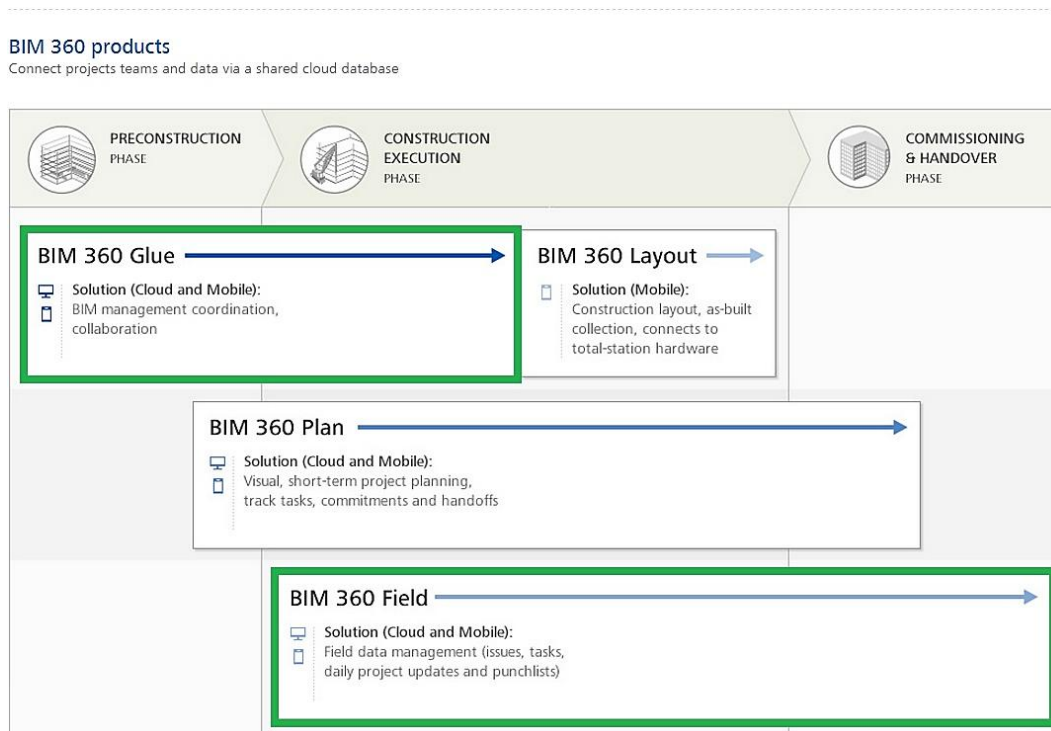 BIM 360 products
Connect projects teams and data via a shared cloud database
PRECONSTRUCTION
PHASE
CONSTRUCTION
EXECUTION
PHASE
COMMISSIONING
& HANDOVER
PHASE
BIM 360 Glue
Solution (Cloud and Mobile):
BIM management coordination,
collaboration
BIM 360 Layout
Solution (Mobile):
Construction layout, as-built
collection, connects to
total-station hardware
BIM 360 Plan
Solution (Cloud and Mobile):
Visual, short-term project planning,
track tasks, commitments and handoffs
BIM 360 Field
Solution (Cloud and Mobile):
Field data management (issues, tasks,
daily project updates and punchlists)